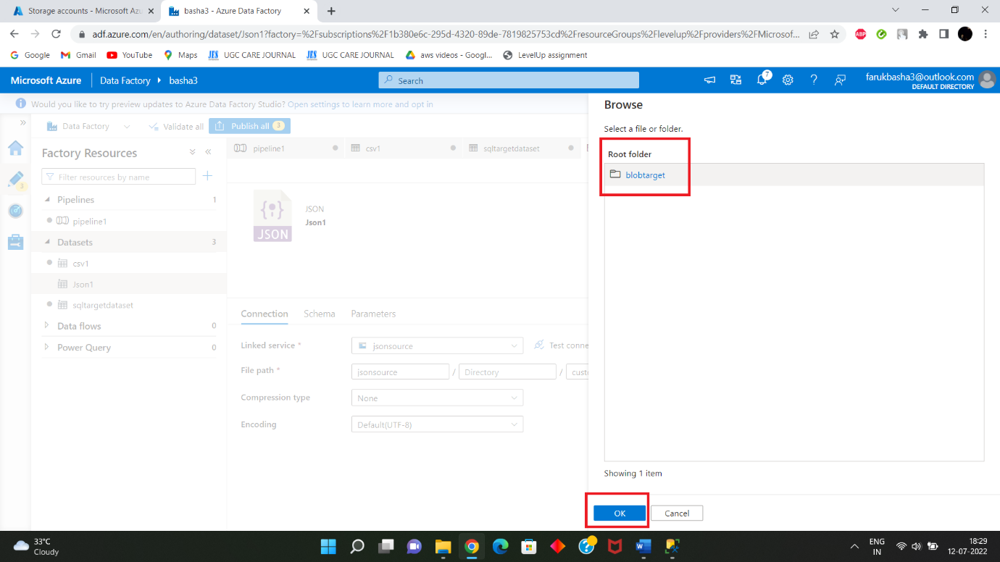 Storage accounts - Microsoft Azu
basha3 - Azure Data Factory
adf.azure.com/en/authoring/dataset/Json1?factory=%2Fsubscriptions%2F1b380e6c-295d-4320-89de-7819825753cd%2FresourceGroups%2Flevelup%2Fproviders%2FMicrosof...
ABP
Google
Gmail
YouTube
Maps
UGC CARE JOURNAL
UGC CARE JOURNAL
aws videos - Googl...
LevelUp assignment
Microsoft Azure
Data Factory
basha3
Search
7
farukbasha3@outlook.com
DEFAULT DIRECTORY
Would you like to try preview updates to Azure Data Factory Studio? Open settings to learn more and opt in
Data Factory
Validate all
Publish all 3
Factory Resources
Filter resources by name
3
Pipelines 1
pipeline1
Datasets 3
csv1
Json1
sqltargetdataset
Data flows 0
Power Query 0
pipeline1
csv1
sqltargetdataset
JSON
JSON
Json1
Connection
Schema
Parameters
Linked service *
jsonsource
Test conne
File path *
jsonsource / Directory / custo
Compression type
None
Encoding
Default(UTF-8)
Browse
Select a file or folder.
Root folder
blobtarget
Showing 1 item
OK
Cancel
33°C
Cloudy
ENG
IN
18:29
12-07-2022